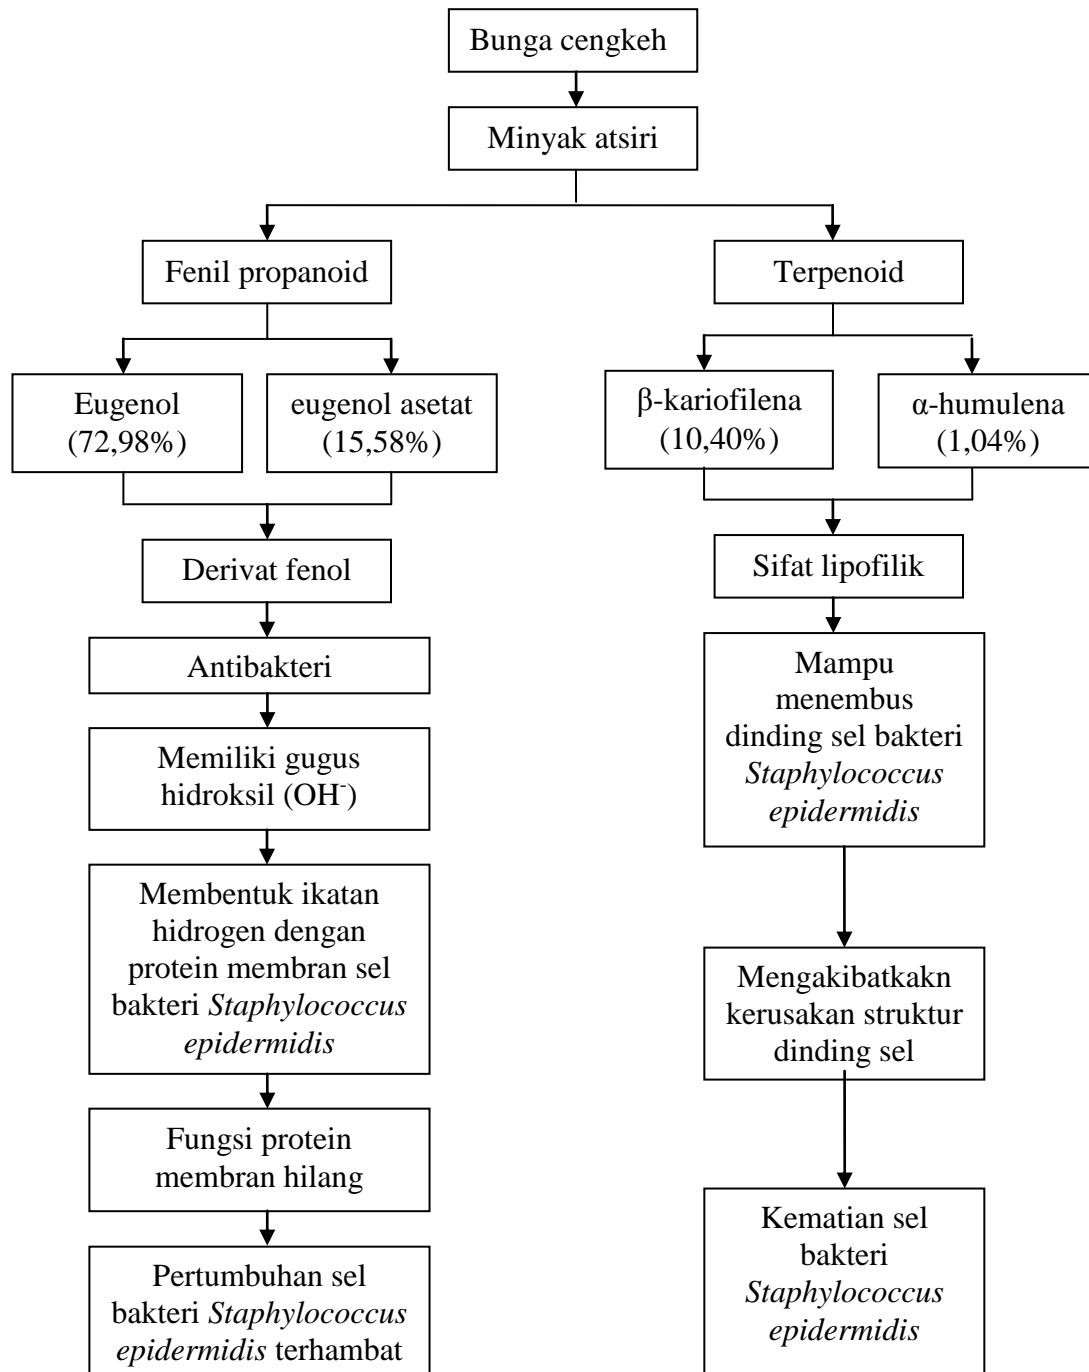 Bunga cengkeh
Minyak atsiri
Fenil propanoid
Terpenoid
Eugenol
(72,98%)
eugenol asetat
(15,58%)
β-kariofilena
(10,40%)
α-humulena
(1,04%)
Derivat fenol
Antibakteri
Memiliki gugus
hidroksil (OH⁻)
Membentuk ikatan
hidrogen dengan
protein membran sel
bakteri Staphylococcus
epidermidis
Fungsi protein
membran hilang
Pertumbuhan sel
bakteri Staphylococcus
epidermidis terhambat
Sifat lipofilik
Mampu
menembus
dinding sel bakteri
Staphylococcus
epidermidis
Mengakibatkakn
kerusakan struktur
dinding sel
Kematian sel
bakteri
Staphylococcus
epidermidis